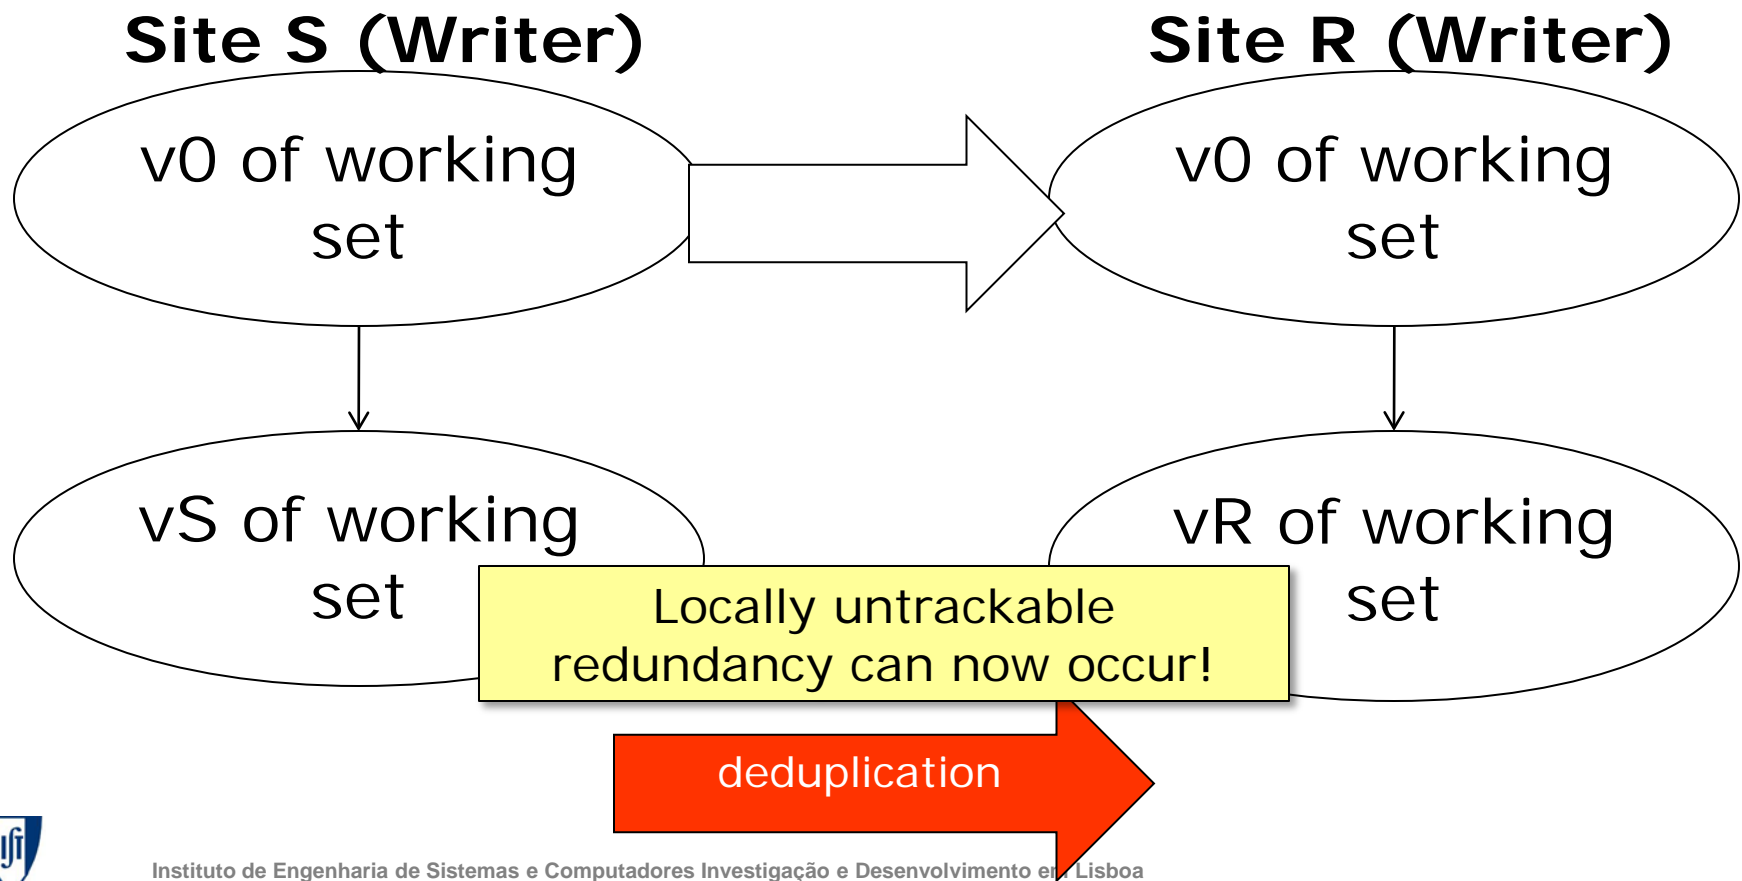 Site S (Writer)
Site R (Writer)
v0 of working
set
v0 of working
set
vS of working
set
vR of working
set
Locally untrackable
redundancy can now occur!
deduplication
Instituto de Engenharia de Sistemas e Computadores Investigação e Desenvolvimento em Lisboa